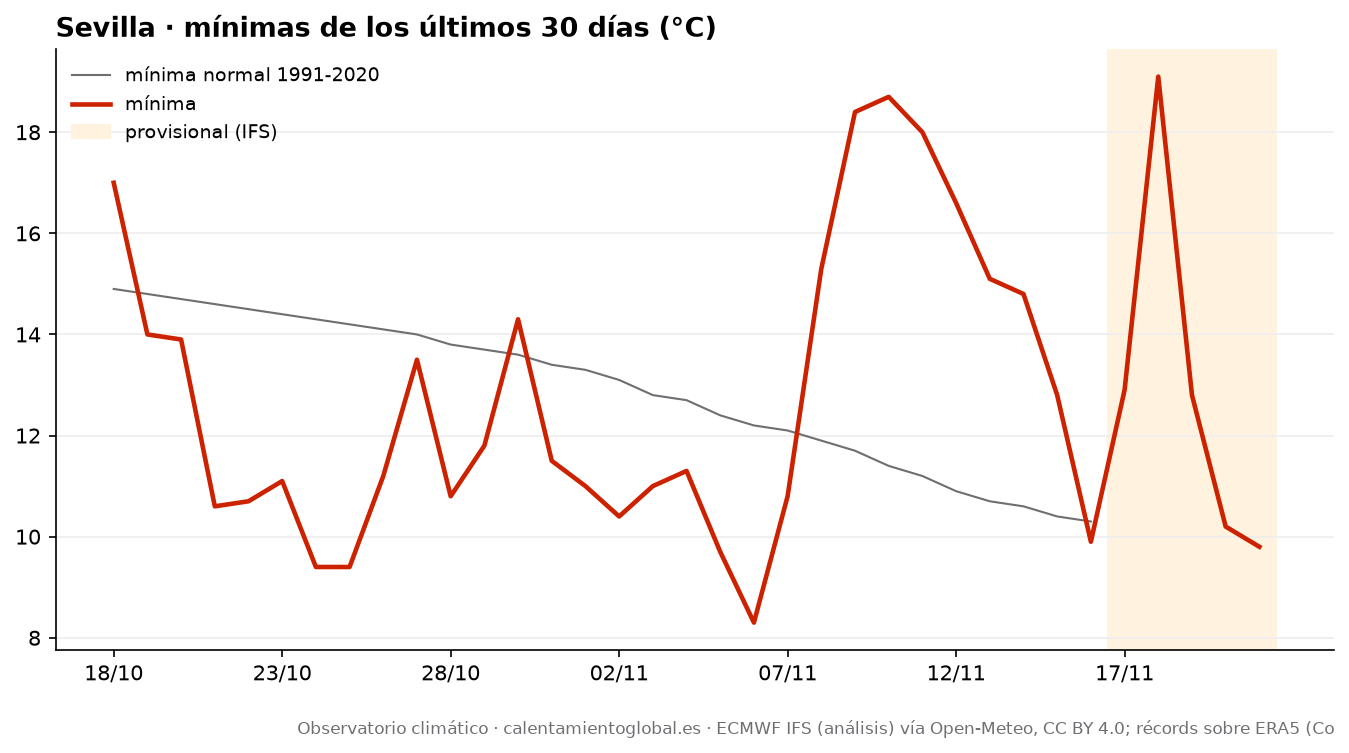 Sevilla · mínimas de los últimos 30 días (°C)
mínima normal 1991-2020
mínima
provisional (IFS)
18
16
14
12
10
8
18/10 23/10 28/10 02/11 07/11 12/11 17/11
Observatorio climático · calentamientoglobal.es · ECMWF IFS (análisis) vía Open-Meteo, CC BY 4.0; récords sobre ERA5 (Co